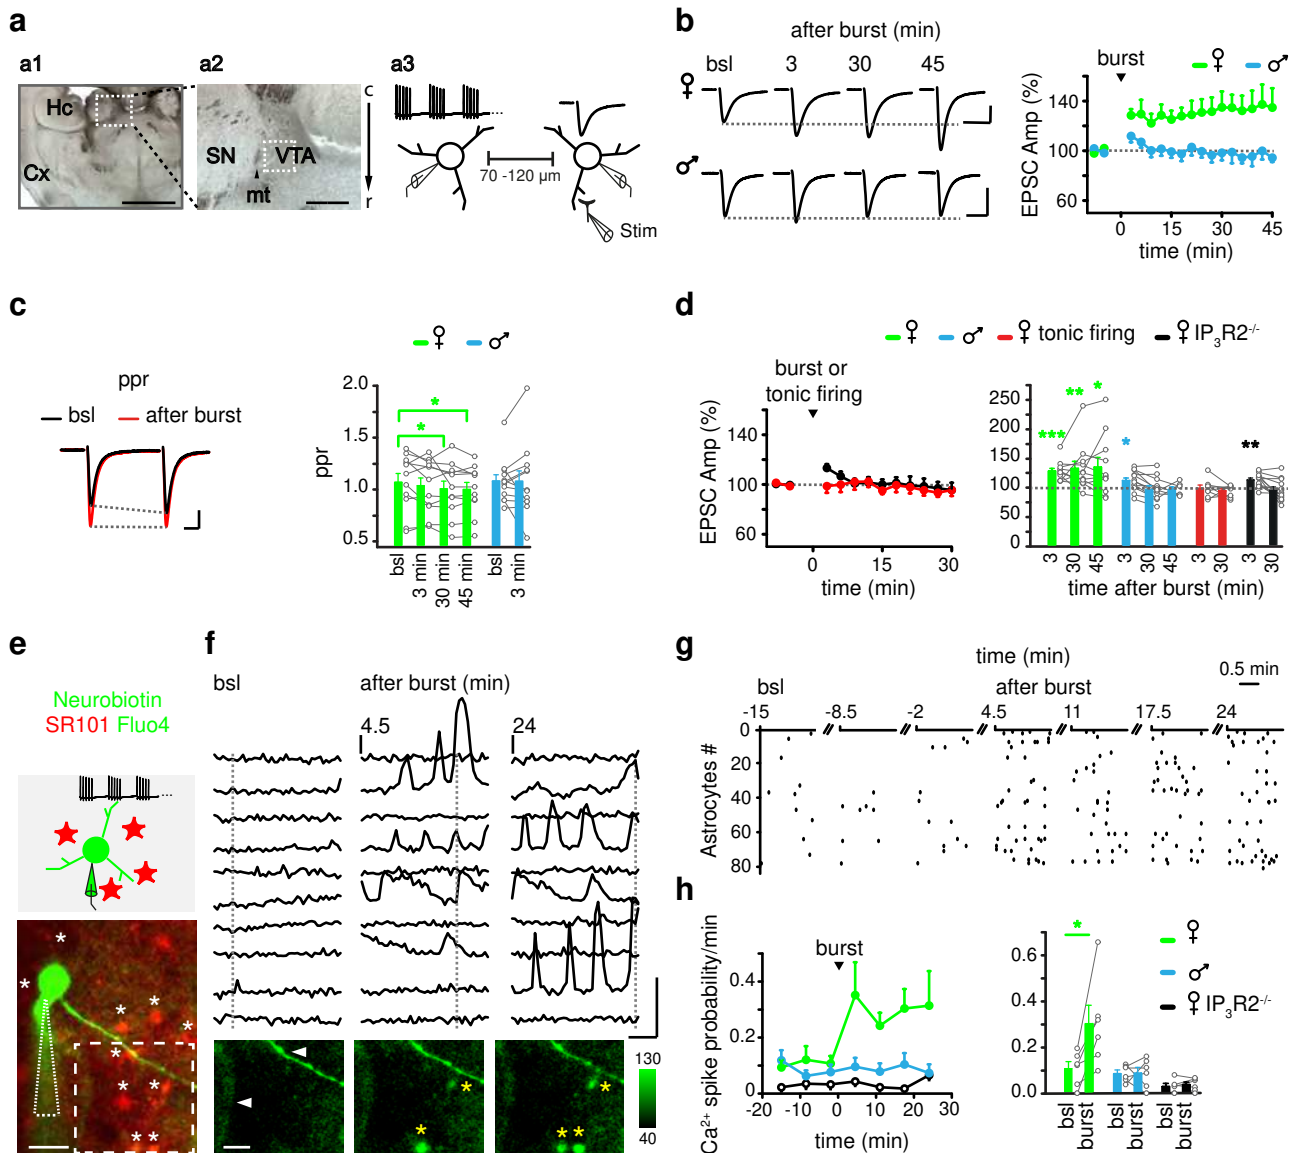 a
a1
a2
a3
Hc
Cx
SN
VTA
mt
c
r
70 -120 µm
Stim
b
after burst (min)
bsl 3 30 45
♀
♂
burst
♀ ♂
EPSC Amp (%)
140
100
60
0 15 30 45
time (min)
c
ppr
bsl after burst
♀ ♂
ppr
2.0
1.5
1.0
0.5
* *
bsl 3 min 30 min 45 min bsl 3 min
d
♀ ♂ ♀ tonic firing ♀ IP3R2-/-
burst or
tonic firing
EPSC Amp (%)
160
100
60
0 15 30
time (min)
250
200
150
100
50
0
*** ** * * **
3 30 45 3 30 45 3 30 3 30
time after burst (min)
e
Neurobiotin
SR101 Fluo4
* * * * * * * * * *
f
bsl after burst (min)
4.5 24
* * * *
130
40
g
time (min)
0.5 min
bsl after burst
-15 -8.5 -2 4.5 11 17.5 24
Astrocytes #
0
20
40
60
80
h
burst
Ca2+ spike probability/min
0.4
0.2
0
-20 -10 0 10 20 30
time (min)
0.6
0.4
0.2
0.0
*
bsl burst bsl burst bsl burst
♀
♂
♀ IP3R2-/-